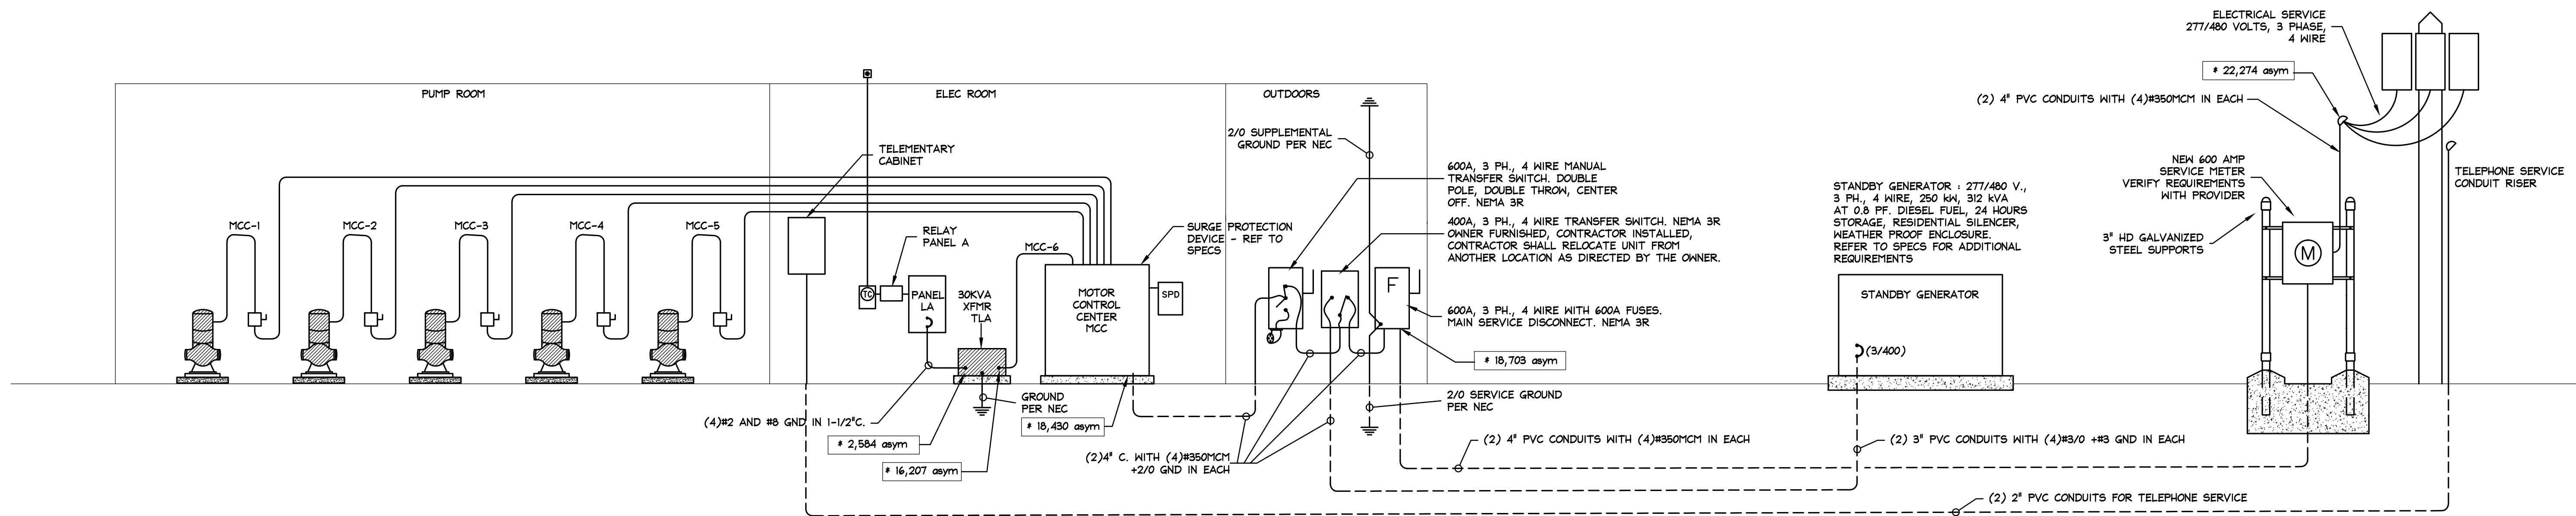 PUMP ROOM
ELEC ROOM
OUTDOORS
TELEMENTARY
CABINET
MCC-1
MCC-2
MCC-3
MCC-4
MCC-5
RELAY
PANEL A
MCC-6
TC
PANEL
LA
30KVA
XFMR
TLA
MOTOR
CONTROL
CENTER
MCC
SPD
SURGE PROTECTION
DEVICE - REF TO
SPECS
2/0 SUPPLEMENTAL
GROUND PER NEC
600A, 3 PH., 4 WIRE MANUAL
TRANSFER SWITCH. DOUBLE
POLE, DOUBLE THROW, CENTER
OFF. NEMA 3R
400A, 3 PH., 4 WIRE TRANSFER SWITCH. NEMA 3R
OWNER FURNISHED, CONTRACTOR INSTALLED,
CONTRACTOR SHALL RELOCATE UNIT FROM
ANOTHER LOCATION AS DIRECTED BY THE OWNER.
F
600A, 3 PH., 4 WIRE WITH 600A FUSES.
MAIN SERVICE DISCONNECT. NEMA 3R
* 18,703 asym
2/0 SERVICE GROUND
PER NEC
GROUND
PER NEC
* 18,430 asym
(4)#2 AND #8 GND IN 1-1/2"C.
* 2,584 asym
* 16,207 asym
(2)4" C. WITH (4)#350MCM
+2/0 GND IN EACH
(2) 4" PVC CONDUITS WITH (4)#350MCM IN EACH
(2) 3" PVC CONDUITS WITH (4)#3/0 +#3 GND IN EACH
(2) 2" PVC CONDUITS FOR TELEPHONE SERVICE
STANDBY GENERATOR : 277/480 V.,
3 PH., 4 WIRE, 250 kW, 312 kVA
AT 0.8 PF. DIESEL FUEL, 24 HOURS
STORAGE, RESIDENTIAL SILENCER,
WEATHER PROOF ENCLOSURE.
REFER TO SPECS FOR ADDITIONAL
REQUIREMENTS
STANDBY GENERATOR
(3/400)
ELECTRICAL SERVICE
277/480 VOLTS, 3 PHASE,
4 WIRE
* 22,274 asym
(2) 4" PVC CONDUITS WITH (4)#350MCM IN EACH
NEW 600 AMP
SERVICE METER
VERIFY REQUIREMENTS
WITH PROVIDER
3" HD GALVANIZED
STEEL SUPPORTS
M
TELEPHONE SERVICE
CONDUIT RISER